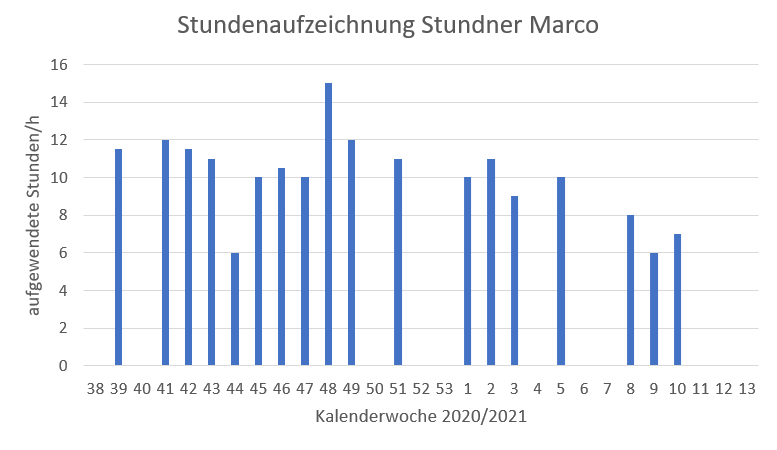 Stundenaufzeichnung Stundner Marco
16
14
12
10
8
6
4
2
0
aufgewendete Stunden/h
38 39 40 41 42 43 44 45 46 47 48 49 50 51 52 53 1 2 3 4 5 6 7 8 9 10 11 12 13
Kalenderwoche 2020/2021